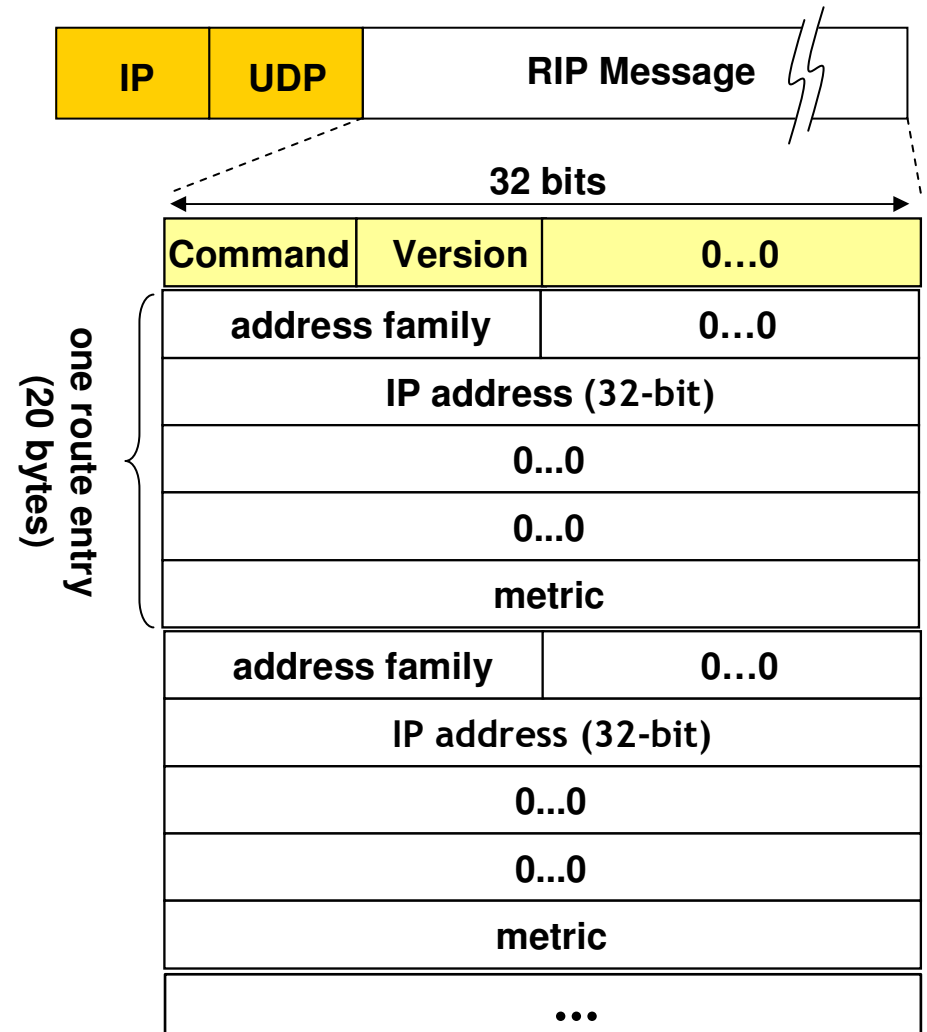 IP UDP RIP Message
32 bits
Command Version 0…0
one route entry
(20 bytes)
address family 0…0
IP address (32-bit)
0...0
0...0
metric
address family 0…0
IP address (32-bit)
0...0
0...0
metric
...